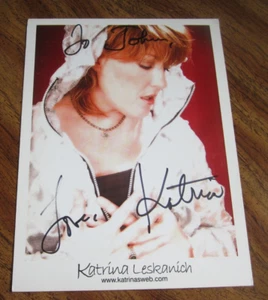 To John,
Love Katrina
Katrina Leskanich
www.katrinasweb.com